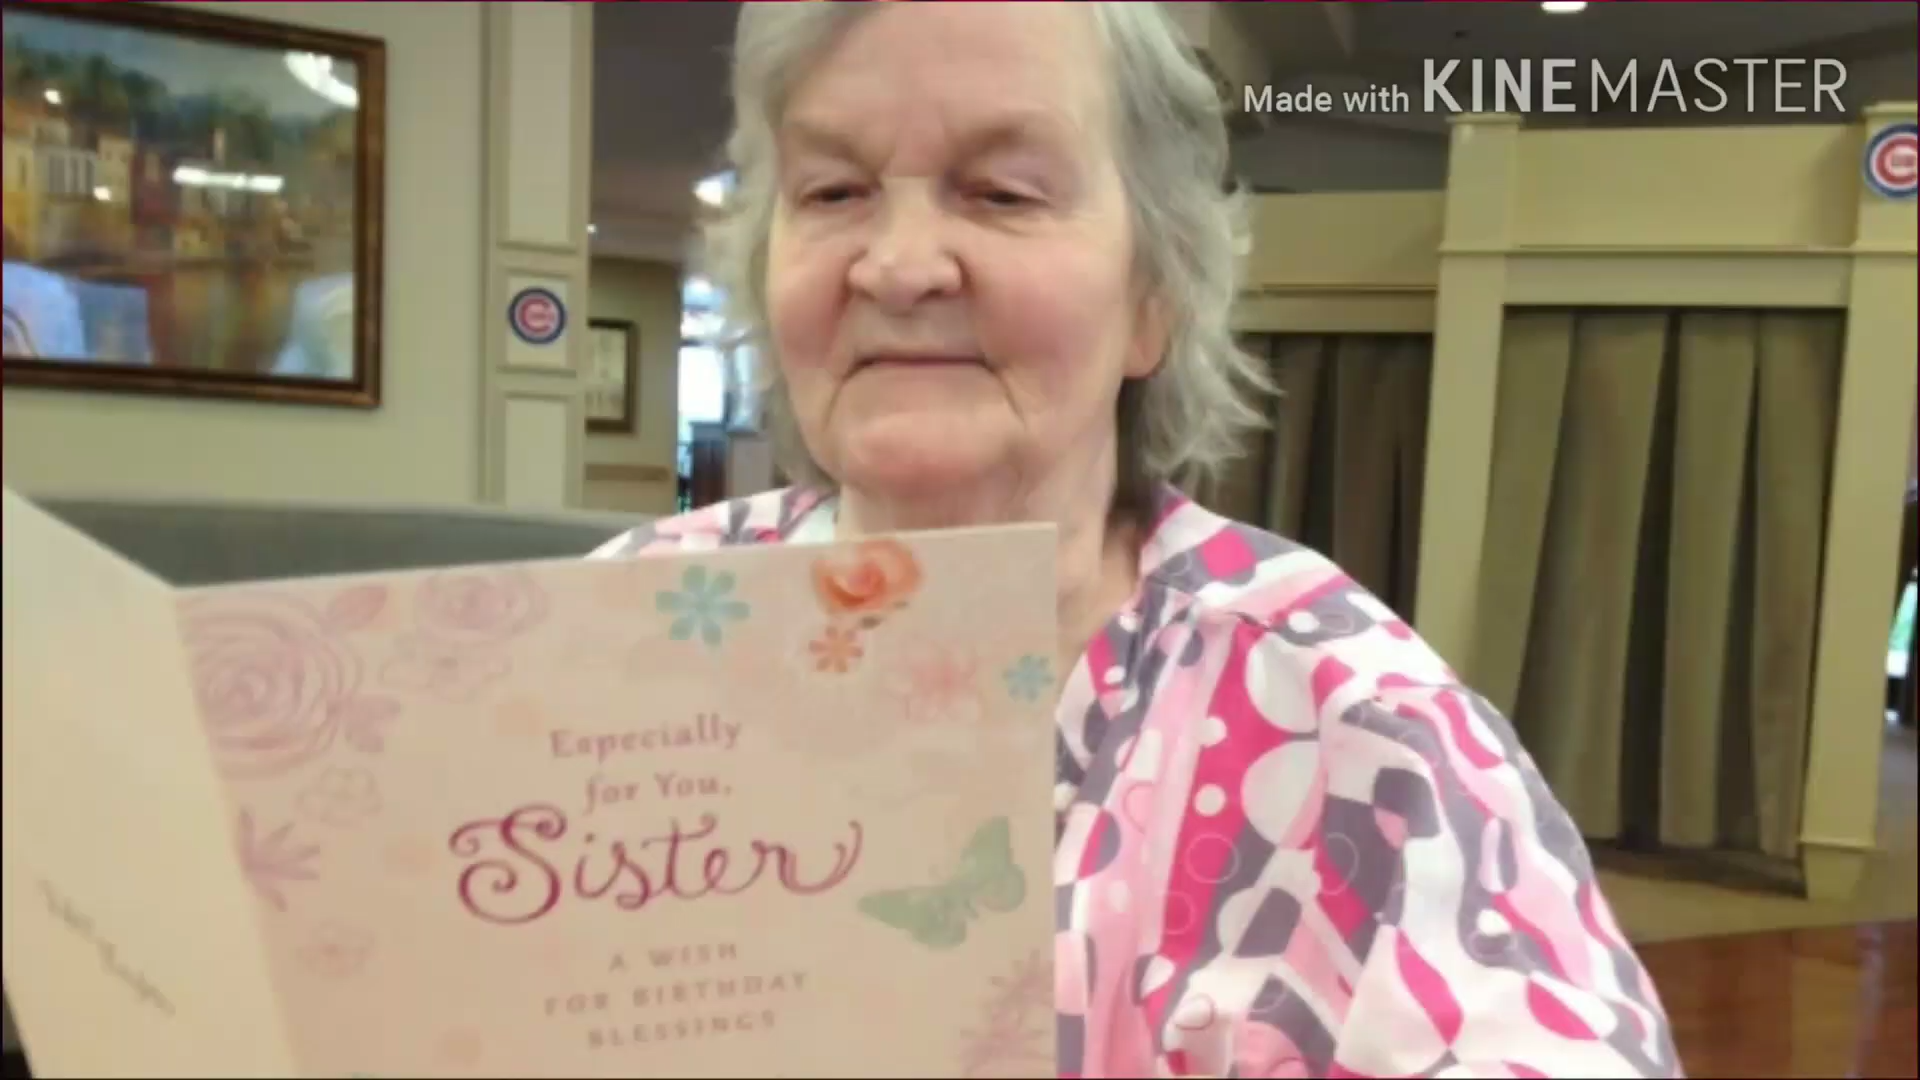 Made with KINEMASTER
Especially
for You,
Sister
A WISH
FOR BIRTHDAY
BLESSINGS